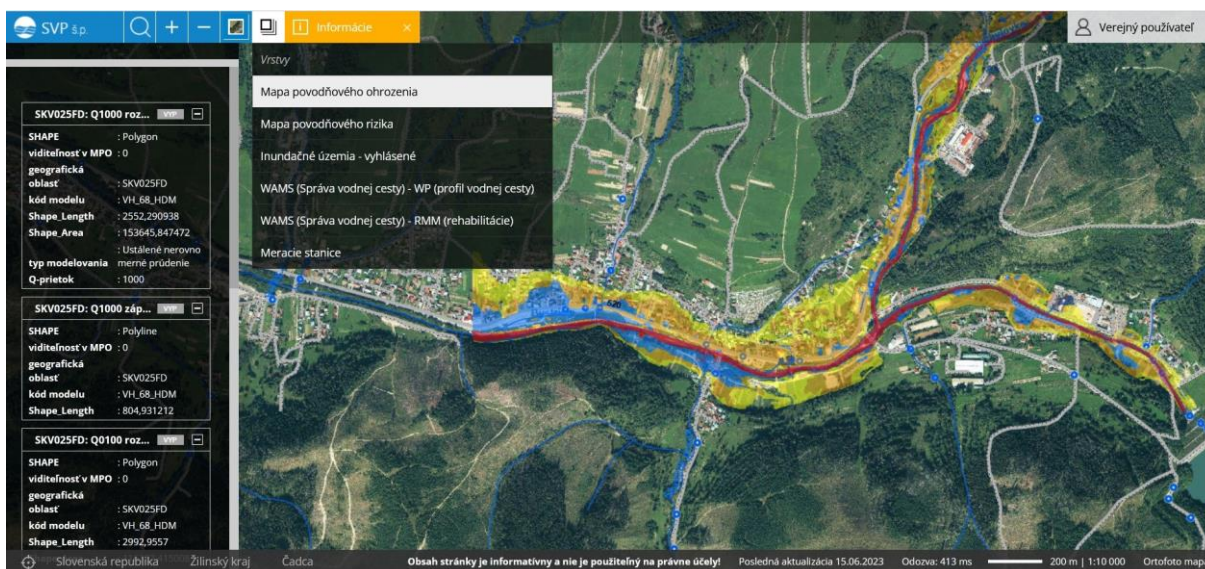 SVP š.p.
Informácie
Verejný používateľ
Vrstvy
Mapa povodňového ohrozenia
Mapa povodňového rizika
Inundačné územia - vyhlásené
WAMS (Správa vodnej cesty) - WP (profil vodnej cesty)
WAMS (Správa vodnej cesty) - RMM (rehabilitácie)
Meracie stanice
SKV025FD: Q1000 roz... VYP
SHAPE : Polygon
viditeľnosť v MPO : 0
geografická
oblasť : SKV025FD
kód modelu : VH_68_HDM
Shape_Length : 2552,290938
Shape_Area : 153645,847472
: Ustálené nerovno
typ modelovania merné prúdenie
Q-prietok : 1000
SKV025FD: Q1000 záp... VYP
SHAPE : Polyline
viditeľnosť v MPO : 0
geografická
oblasť : SKV025FD
kód modelu : VH_68_HDM
Shape_Length : 804,931212
SKV025FD: Q0100 roz... VYP
SHAPE : Polygon
viditeľnosť v MPO : 0
geografická
oblasť : SKV025FD
kód modelu : VH_68_HDM
Shape_Length : 2992,9557
Slovenská republika Žilinský kraj Čadca Obsah stránky je informatívny a nie je použiteľný na právne účely! Posledná aktualizácia 15.06.2023 Odozva: 413 ms 200 m | 1:10 000 Ortofoto map